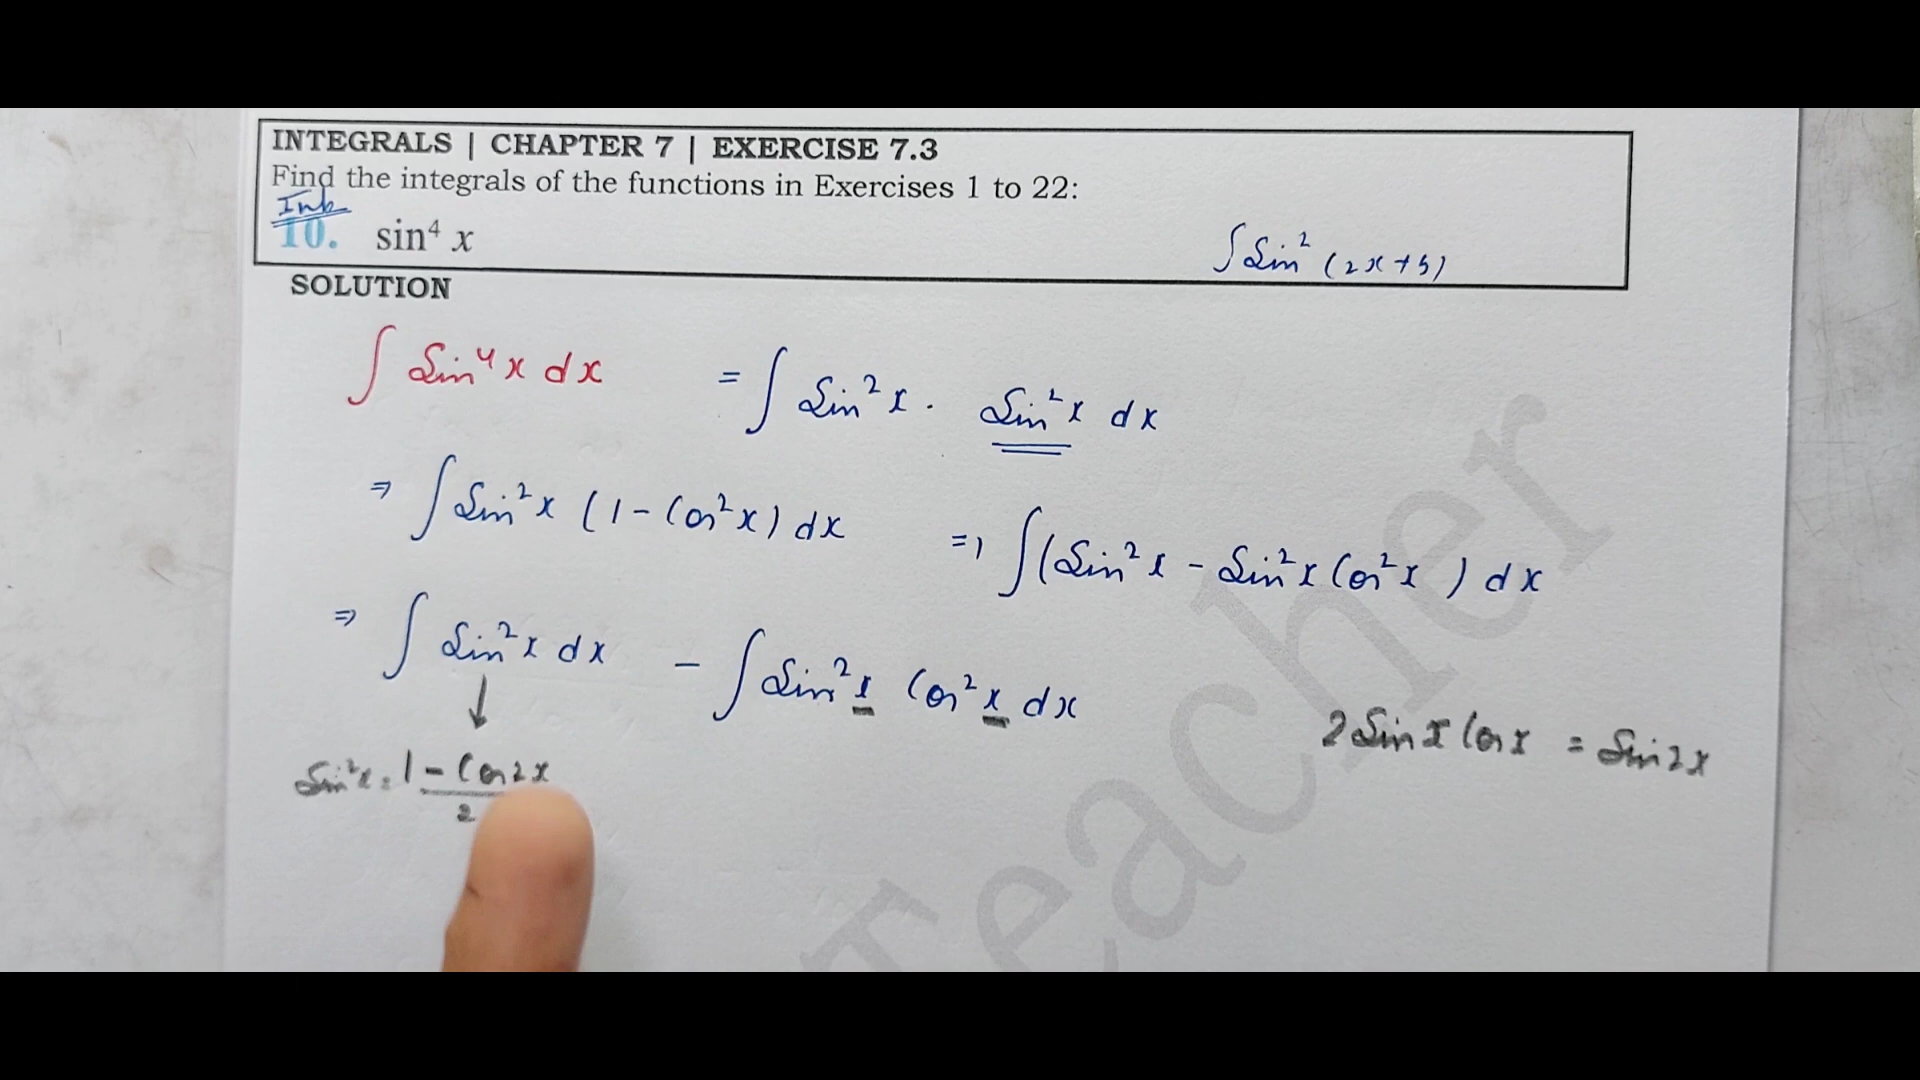 INTEGRALS | CHAPTER 7 | EXERCISE 7.3
Find the integrals of the functions in Exercises 1 to 22:
10. sin⁴ x
∫Sin² (2x+5)
SOLUTION
∫ Sin⁴x dx = ∫ Sin²x · Sin²x dx
⇒ ∫Sin²x (1 - Cos²x) dx ⇒ ∫(Sin²x - Sin²x Cos²x) dx
⇒ ∫ Sin²x dx - ∫Sin²x Cos²x dx
↓
2 Sin x Cos x = Sin 2x
Sin²x = 1 - Cos 2x / 2
Teacher